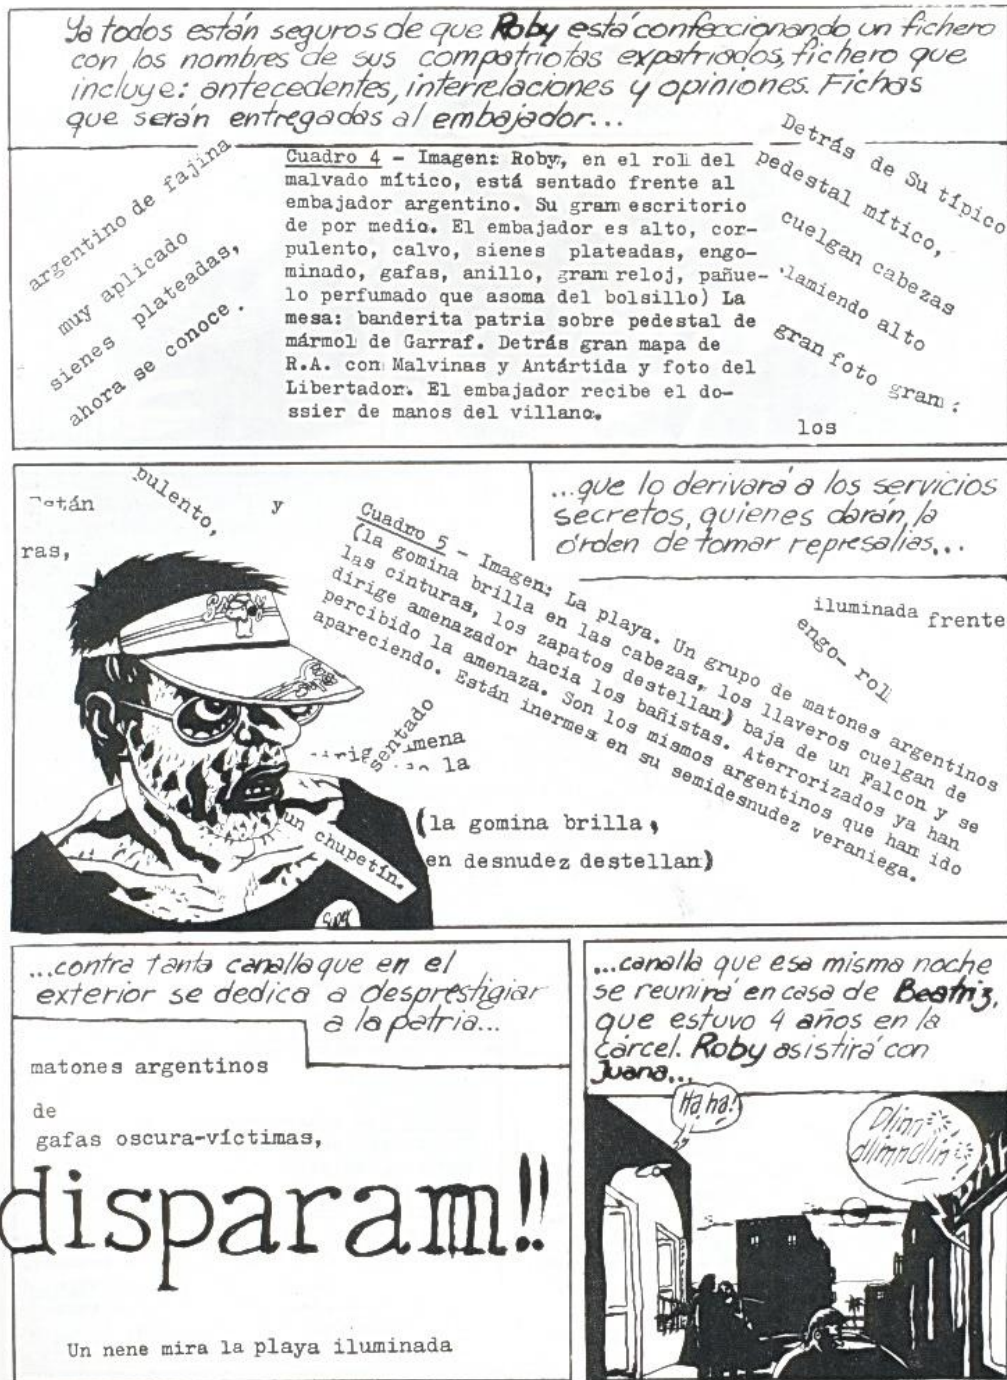 Ya todos están seguros de que Roby está confeccionando un fichero
con los nombres de sus compatriotas expatriados, fichero que
incluye: antecedentes, interrelaciones y opiniones. Fichas
que serán entregadas al embajador...
argentino de fajina
muy aplicado
sienes plateadas,
ahora se conoce.
Cuadro 4 - Imagen: Roby, en el rol del
malvado mítico, está sentado frente al
embajador argentino. Su gran escritorio
de por medio. El embajador es alto, cor-
pulento, calvo, sienes plateadas, engo-
minado, gafas, anillo, gram reloj, pañue-
lo perfumado que asoma del bolsillo) La
mesa: banderita patria sobre pedestal de
mármol de Garraf. Detrás gran mapa de
R.A. con Malvinas y Antártida y foto del
Libertador. El embajador recibe el do-
ssier de manos del villano.
Detrás de Su típico
pedestal mítico,
cuelgan cabezas
lamiendo alto
gran foto gram:
los
están
pulento,
y
ras,
Cuadro 5 - Imagen: La playa. Un grupo de matones argentinos
(la gomina brilla en las cabezas, los llaveros cuelgan de
las cinturas, los zapatos destellan) baja de un Falcon y se
dirige amenazador hacia los bañistas. Aterrorizados ya han
percibido la amenaza. Son los mismos argentinos que han ido
apareciendo. Están inermes en su semidesnudez veraniega.
...que lo derivará a los servicios
secretos, quienes darán la
órden de tomar represalias...
iluminada frente
engo- rol
sentado
dirig amena
la
un chupetín.
(la gomina brilla,
en desnudez destellan)
...contra tanta canalla que en el
exterior se dedica a desprestigiar
a la patria...
matones argentinos
de
gafas oscura-víctimas,
disparam!!
Un nene mira la playa iluminada
...canalla que esa misma noche
se reunirá en casa de Beatriz,
que estuvo 4 años en la
cárcel. Roby asistirá con
Juana...
Ha, ha!
Dlinn
dliinnnlin